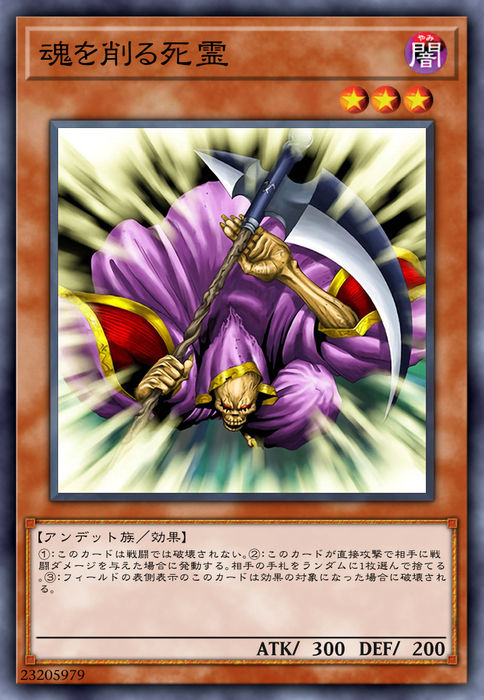 魂を削る死霊
やみ
闇
【アンデット族／効果】
①:このカードは戦闘では破壊されない。②:このカードが直接攻撃で相手に戦
闘ダメージを与えた場合に発動する。相手の手札をランダムに1枚選んで捨てる
。③:フィールドの表側表示のこのカードは効果の対象になった場合に破壊され
る。
ATK/ 300 DEF/ 200
23205979